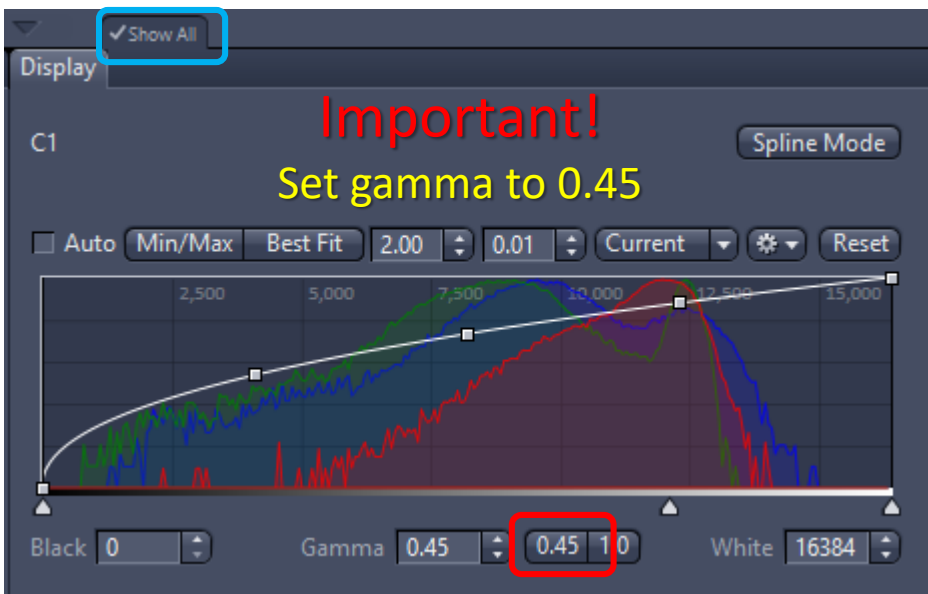 Show All
Display
Important!
C1
Spline Mode
Set gamma to 0.45
Auto Min/Max Best Fit 2.00 0.01 Current Reset
2,500 5,000 7,500 10,000 12,500 15,000
Black 0 Gamma 0.45 0.45 1.0 White 16384